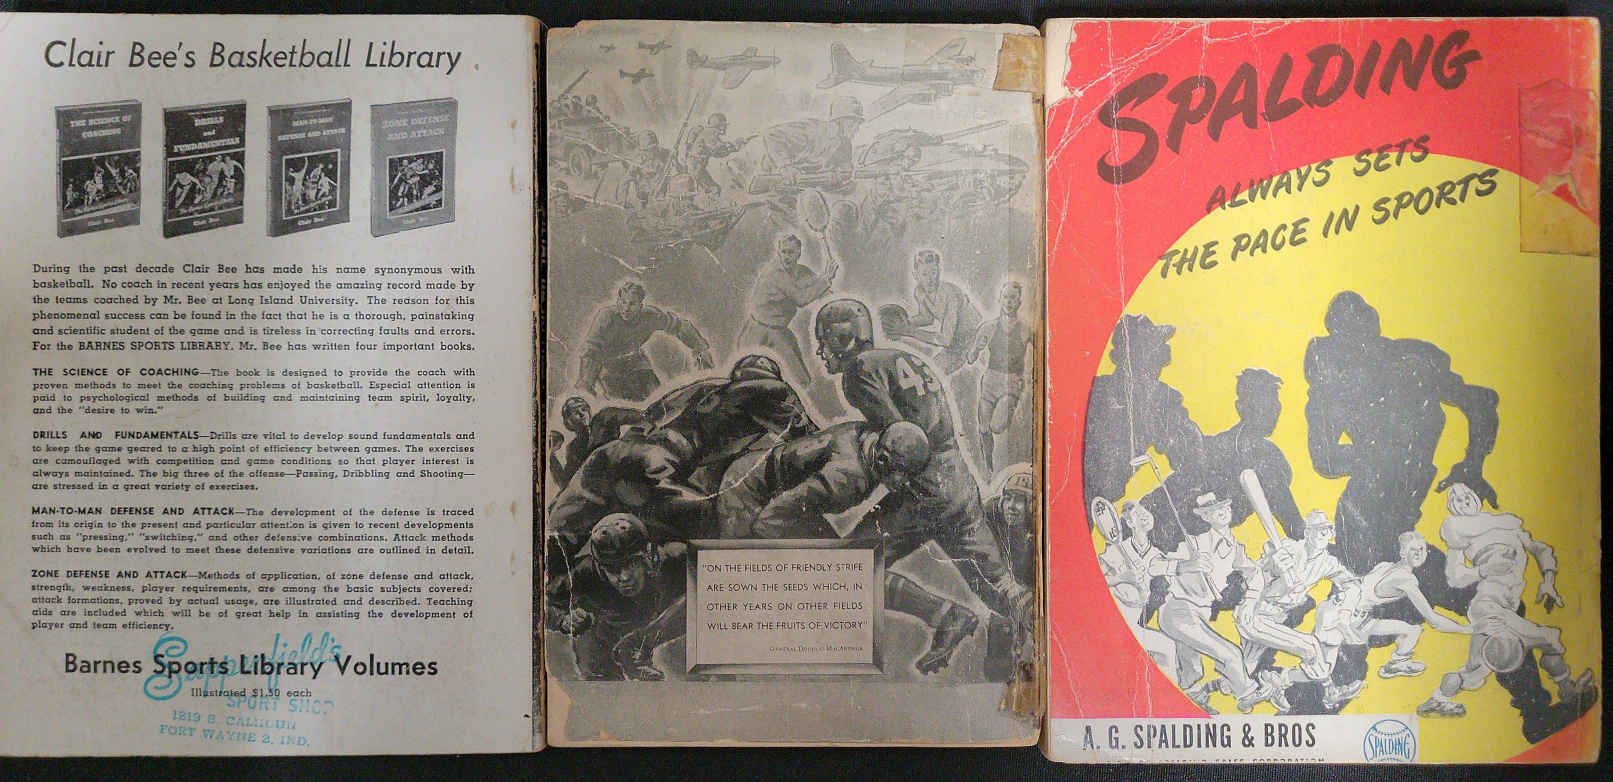 Clair Bee's Basketball Library
THE SCIENCE OF
COACHING
Clair Bee
DRILLS
and
FUNDAMENTALS
Clair Bee
MAN-TO-MAN
DEFENSE AND ATTACK
Clair Bee
ZONE DEFENSE
AND ATTACK
Clair Bee
During the past decade Clair Bee has made his name synonymous with
basketball. No coach in recent years has enjoyed the amazing record made by
the teams coached by Mr. Bee at Long Island University. The reason for this
phenomenal success can be found in the fact that he is a thorough, painstaking
and scientific student of the game and is tireless in correcting faults and errors.
For the BARNES SPORTS LIBRARY, Mr. Bee has written four important books.
THE SCIENCE OF COACHING—The book is designed to provide the coach with
proven methods to meet the coaching problems of basketball. Especial attention is
paid to psychological methods of building and maintaining team spirit, loyalty,
and the "desire to win."
DRILLS AND FUNDAMENTALS—Drills are vital to develop sound fundamentals and
to keep the game geared to a high point of efficiency between games. The exercises
are camouflaged with competition and game conditions so that player interest is
always maintained. The big three of the offense—Passing, Dribbling and Shooting—
are stressed in a great variety of exercises.
MAN-TO-MAN DEFENSE AND ATTACK—The development of the defense is traced
from its origin to the present and particular attention is given to recent developments
such as "pressing," "switching," and other defensive combinations. Attack methods
which have been evolved to meet these defensive variations are outlined in detail.
ZONE DEFENSE AND ATTACK—Methods of application, of zone defense and attack,
strength, weakness, player requirements, are among the basic subjects covered;
attack formations, proved by actual usage, are illustrated and described. Teaching
aids are included which will be of great help in assisting the development of
player and team efficiency.
Barnes Sports Library Volumes
Illustrated $1.50 each
SPORT SHOP
1219 S. CALHOUN
FORT WAYNE 2, IND.
43
"ON THE FIELDS OF FRIENDLY STRIFE
ARE SOWN THE SEEDS WHICH, IN
OTHER YEARS ON OTHER FIELDS
WILL BEAR THE FRUITS OF VICTORY"
GENERAL DOUGLAS MACARTHUR
SPALDING
ALWAYS SETS
THE PACE IN SPORTS
A. G. SPALDING & BROS
SPALDING